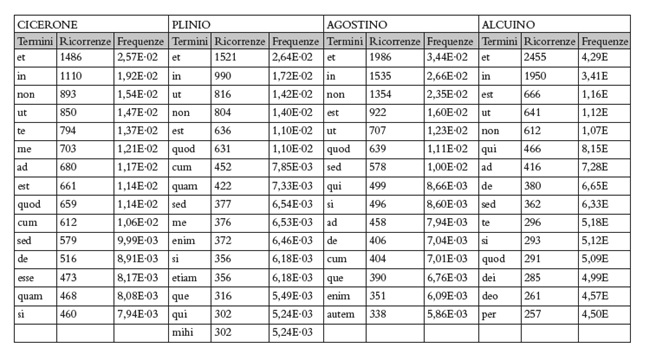 CICERONE PLINIO AGOSTINO ALCUINO
Termini Ricorrenze Frequenze Termini Ricorrenze Frequenze Termini Ricorrenze Frequenze Termini Ricorrenze Frequenze
et 1486 2,57E-02 et 1521 2,64E-02 et 1986 3,44E-02 et 2455 4,29E
in 1110 1,92E-02 in 990 1,72E-02 in 1535 2,66E-02 in 1950 3,41E
non 893 1,54E-02 ut 816 1,42E-02 non 1354 2,35E-02 est 666 1,16E
ut 850 1,47E-02 non 804 1,40E-02 est 922 1,60E-02 ut 641 1,12E
te 794 1,37E-02 est 636 1,10E-02 ut 707 1,23E-02 non 612 1,07E
me 703 1,21E-02 quod 631 1,10E-02 quod 639 1,11E-02 qui 466 8,15E
ad 680 1,17E-02 cum 452 7,85E-03 sed 578 1,00E-02 ad 416 7,28E
est 661 1,14E-02 quam 422 7,33E-03 qui 499 8,66E-03 de 380 6,65E
quod 659 1,14E-02 sed 377 6,54E-03 si 496 8,60E-03 sed 362 6,33E
cum 612 1,06E-02 me 376 6,53E-03 ad 458 7,94E-03 te 296 5,18E
sed 579 9,99E-03 enim 372 6,46E-03 de 406 7,04E-03 si 293 5,12E
de 516 8,91E-03 si 356 6,18E-03 cum 404 7,01E-03 quod 291 5,09E
esse 473 8,17E-03 etiam 356 6,18E-03 que 390 6,76E-03 dei 285 4,99E
quam 468 8,08E-03 que 316 5,49E-03 enim 351 6,09E-03 deo 261 4,57E
si 460 7,94E-03 qui 302 5,24E-03 autem 338 5,86E-03 per 257 4,50E
mihi 302 5,24E-03